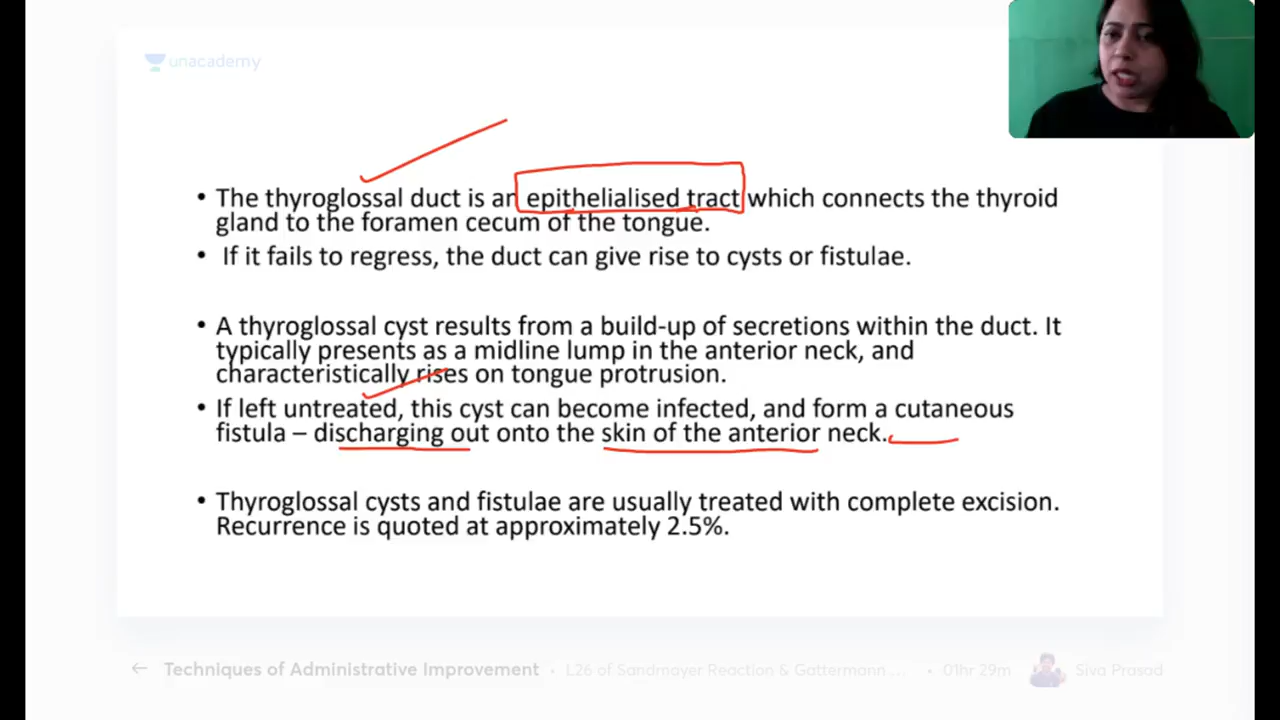 unacademy
• The thyroglossal duct is an epithelialised tract which connects the thyroid
gland to the foramen cecum of the tongue.
• If it fails to regress, the duct can give rise to cysts or fistulae.
• A thyroglossal cyst results from a build-up of secretions within the duct. It
typically presents as a midline lump in the anterior neck, and
characteristically rises on tongue protrusion.
• If left untreated, this cyst can become infected, and form a cutaneous
fistula – discharging out onto the skin of the anterior neck.
• Thyroglossal cysts and fistulae are usually treated with complete excision.
Recurrence is quoted at approximately 2.5%.
← Techniques of Administrative Improvement • L26 of Sandmayer Reaction & Gattermann ... • 01hr 29m Siva Prasad